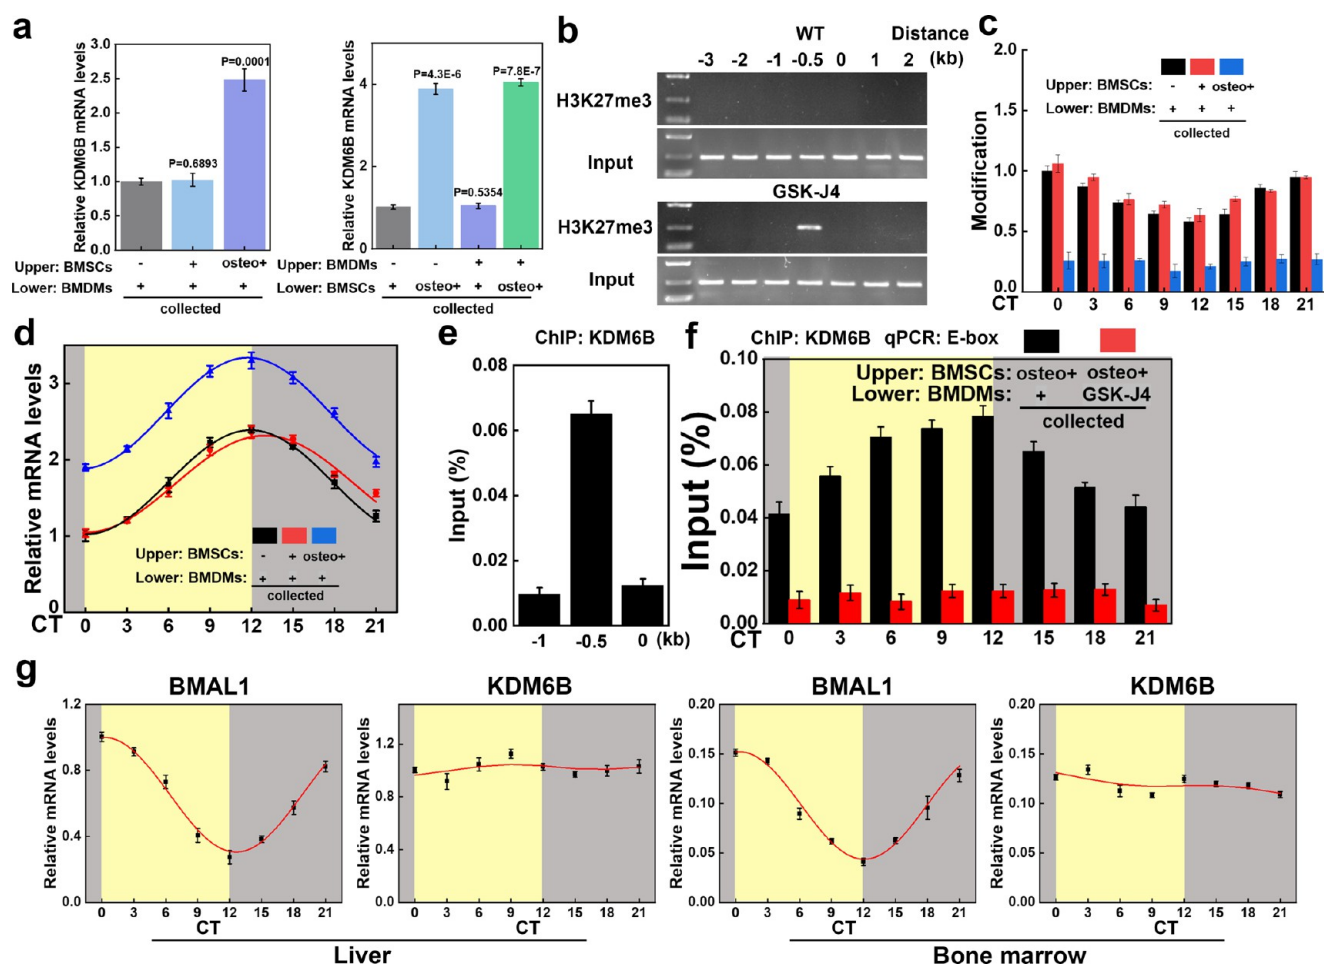 a
Relative KDM6B mRNA levels
3.0
2.5
2.0
1.5
1.0
0.5
0.0
P=0.6893
P=0.0001
Upper: BMSCs - + osteo+
Lower: BMDMs + + +
collected
Relative KDM6B mRNA levels
4
2
0
P=4.3E-6
P=0.5354
P=7.8E-7
Upper: BMDMs - - + +
Lower: BMSCs + osteo+ + osteo+
collected
b
WT Distance
-3 -2 -1 -0.5 0 1 2 (kb)
H3K27me3
Input
GSK-J4
H3K27me3
Input
c
Modification
2.0
1.5
1.0
0.5
0.0
Upper: BMSCs: - + osteo+
Lower: BMDMs: + + +
collected
CT 0 3 6 9 12 15 18 21
d
Relative mRNA levels
3
2
1
0
Upper: BMSCs: - + osteo+
Lower: BMDMs: + + +
collected
CT 0 3 6 9 12 15 18 21
e
ChIP: KDM6B
Input (%)
0.08
0.06
0.04
0.02
0.00
-1 -0.5 0 (kb)
f
ChIP: KDM6B qPCR: E-box
Input (%)
0.10
0.08
0.06
0.04
0.02
0.00
Upper: BMSCs: osteo+ osteo+
Lower: BMDMs: + GSK-J4
collected
CT 0 3 6 9 12 15 18 21
g
BMAL1
Relative mRNA levels
1.2
0.8
0.4
0.0
0 3 6 9 12 15 18 21
CT
KDM6B
Relative mRNA levels
1.2
0.8
0.4
0.0
0 3 6 9 12 15 18 21
CT
Liver
BMAL1
Relative mRNA levels
0.20
0.15
0.10
0.05
0.00
0 3 6 9 12 15 18 21
CT
KDM6B
Relative mRNA levels
0.20
0.15
0.10
0.05
0.00
0 3 6 9 12 15 18 21
CT
Bone marrow